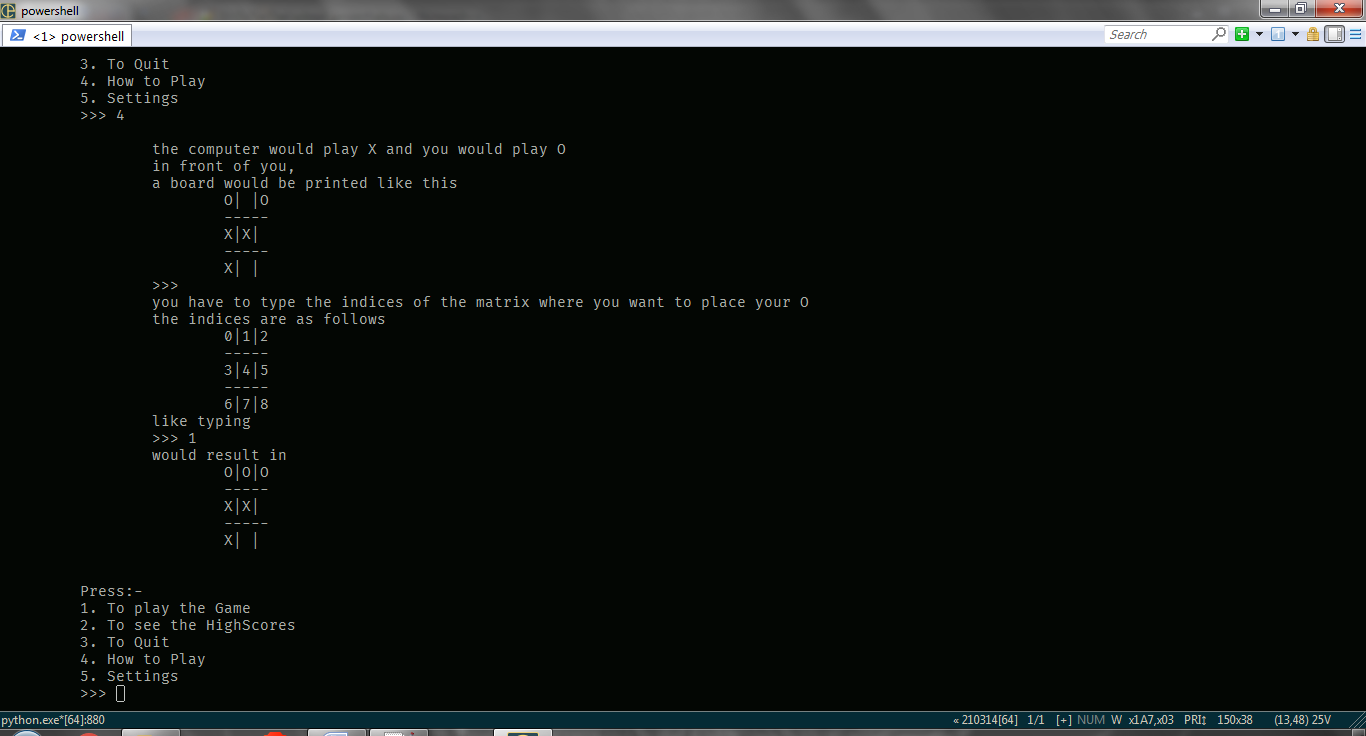 powershell
<1> powershell
Search
3. To Quit
4. How to Play
5. Settings
>>> 4
the computer would play X and you would play O
in front of you,
a board would be printed like this
O| |O
-----
X|X|
-----
X| |
>>>
you have to type the indices of the matrix where you want to place your O
the indices are as follows
0|1|2
-----
3|4|5
-----
6|7|8
like typing
>>> 1
would result in
O|O|O
-----
X|X|
-----
X| |
Press:-
1. To play the Game
2. To see the HighScores
3. To Quit
4. How to Play
5. Settings
>>>
python.exe*[64]:880 « 210314[64] 1/1 [+] NUM W x1A7,x03 PRI↕ 150x38 (13,48) 25V